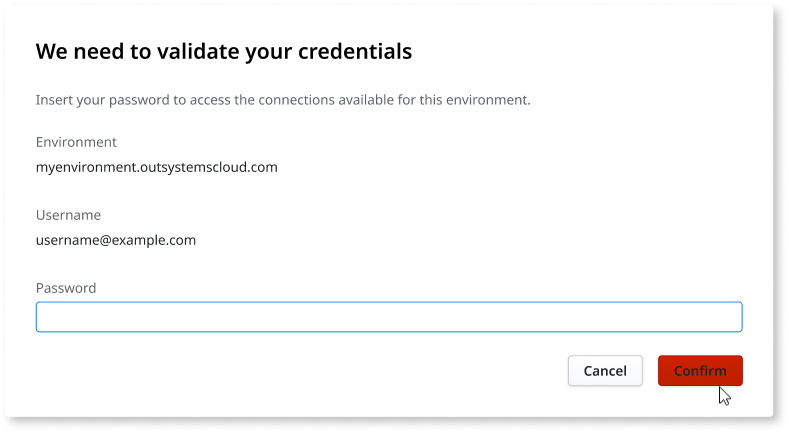 We need to validate your credentials
Insert your password to access the connections available for this environment.
Environment
myenvironment.outsystemscloud.com
Username
username@example.com
Password
Cancel
Confirm